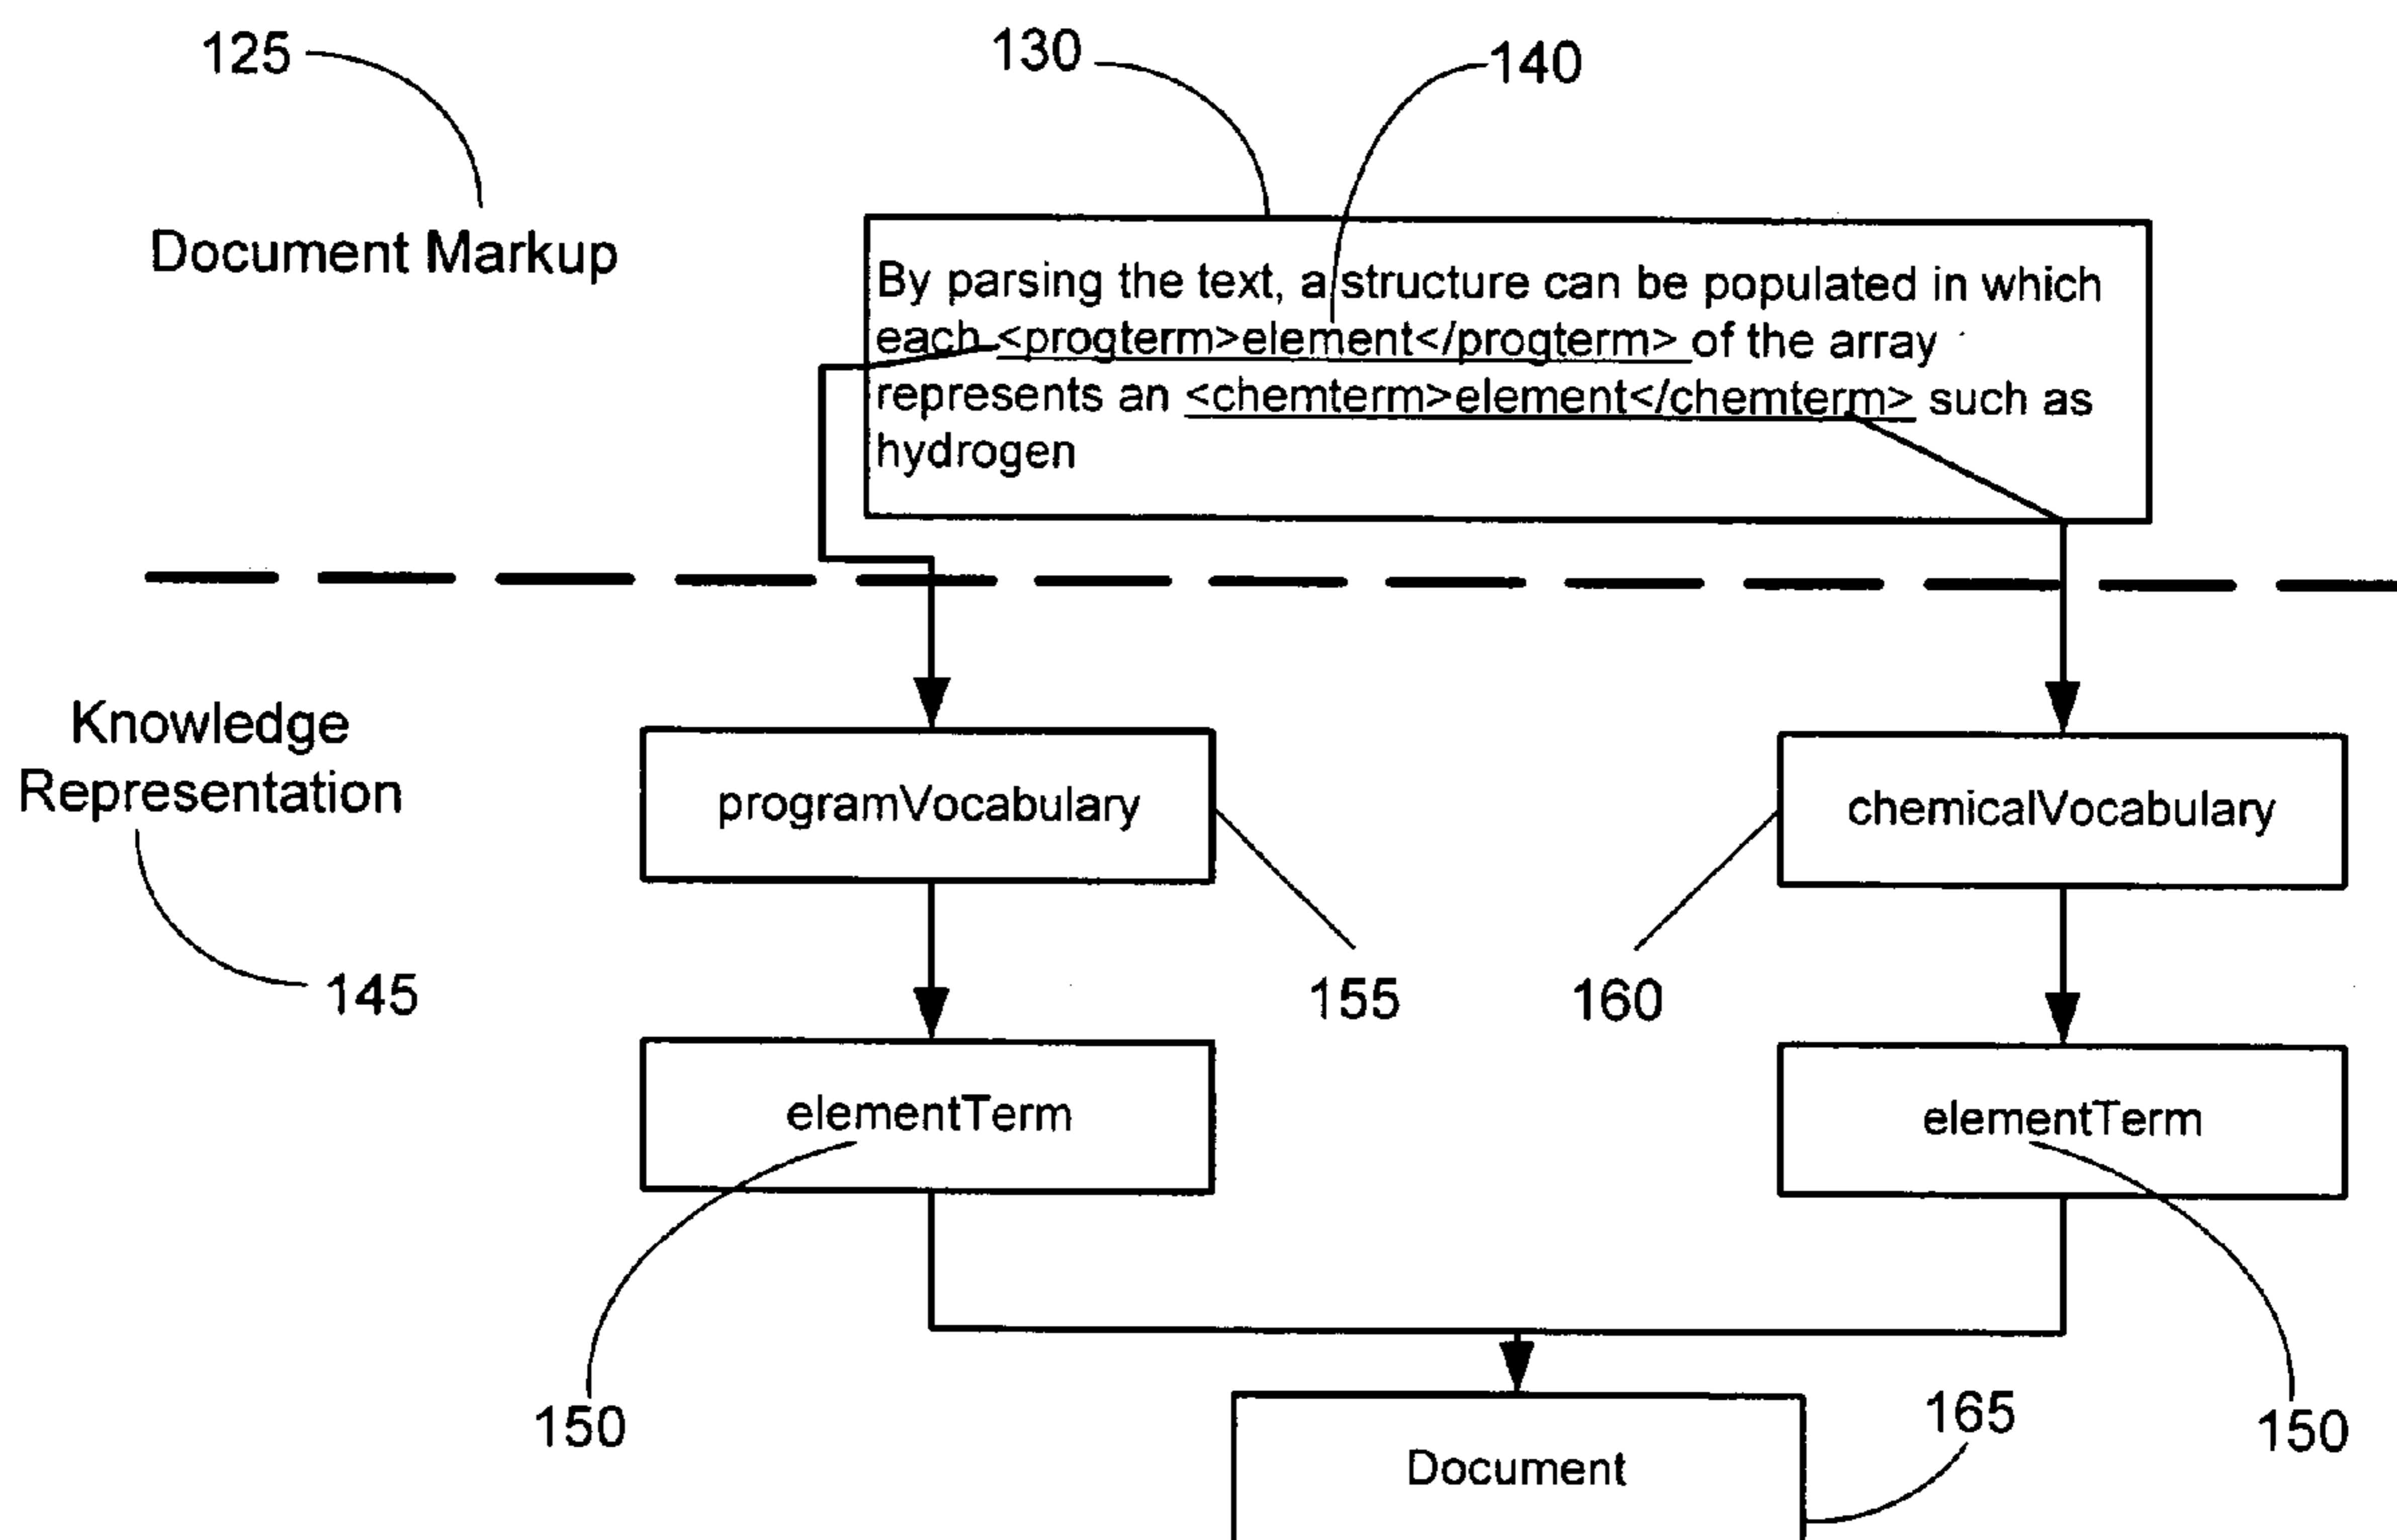 125
130
140
Document Markup
By parsing the text, a structure can be populated in which
each <progterm>element</progterm> of the array
represents an <chemterm>element</chemterm> such as
hydrogen
Knowledge
Representation
145
programVocabulary
chemicalVocabulary
155
160
elementTerm
elementTerm
150
165
150
Document